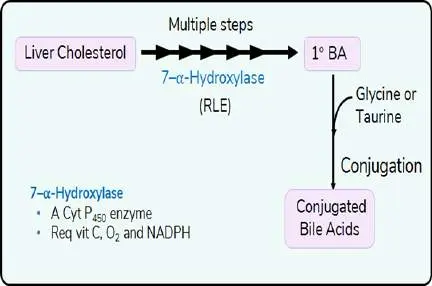 Multiple steps
Liver Cholesterol
1° BA
7-α-Hydroxylase
(RLE)
Glycine or
Taurine
Conjugation
7-α-Hydroxylase
• A Cyt P450 enzyme
• Req vit C, O2 and NADPH
Conjugated
Bile Acids